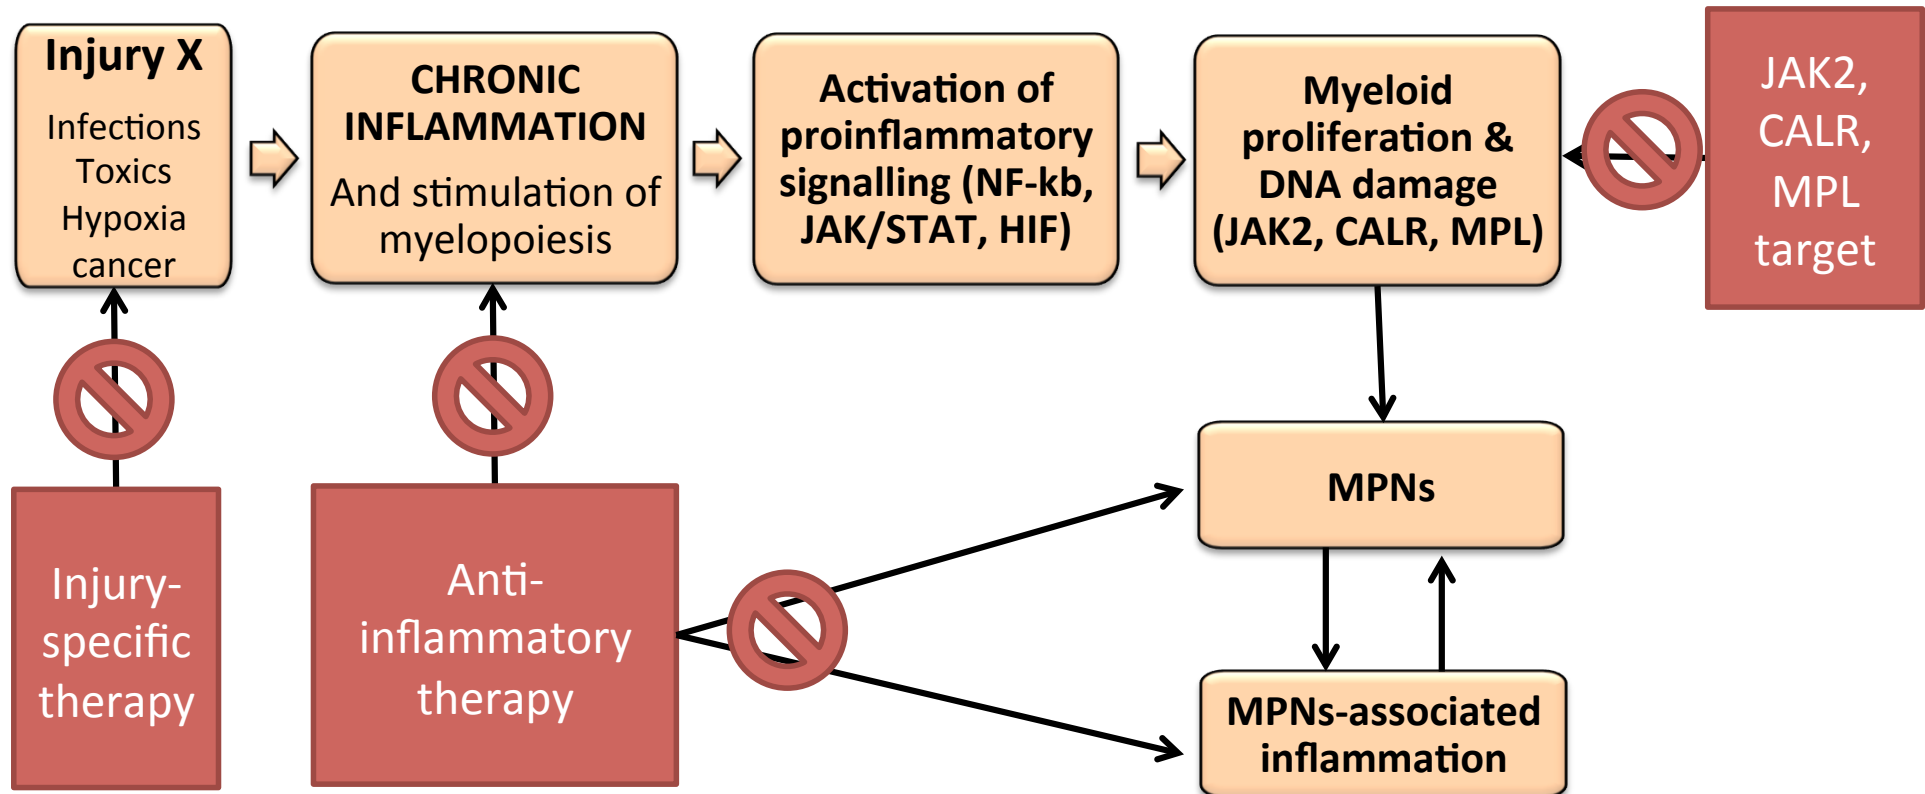 Injury X
Infections
Toxics
Hypoxia
cancer
CHRONIC
INFLAMMATION
And stimulation of
myelopoiesis
Activation of
proinflammatory
signalling (NF-kb,
JAK/STAT, HIF)
Myeloid
proliferation &
DNA damage
(JAK2, CALR, MPL)
JAK2,
CALR,
MPL
target
MPNs
Injury-
specific
therapy
Anti-
inflammatory
therapy
MPNs-associated
inflammation